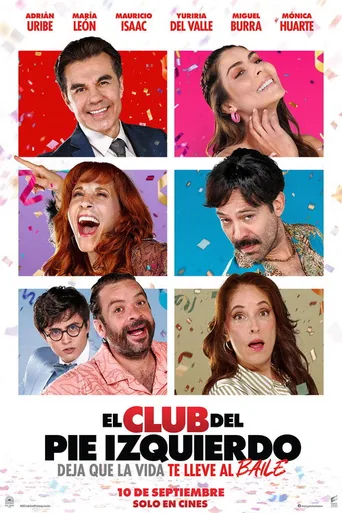 ADRIÁN MARÍA MAURICIO YURIRIA MIGUEL MÓNICA
URIBE LEÓN ISAAC DEL VALLE BURRA HUARTE
EL CLUB DEL
PIE IZQUIERDO
DEJA QUE LA VIDA TE LLEVE AL BAILE
10 DE SEPTIEMBRE
SOLO EN CINES